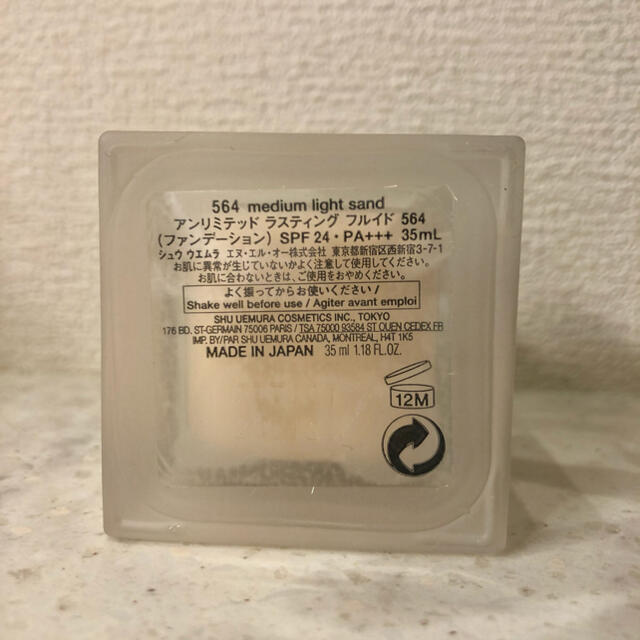 564 medium light sand
アンリミテッド ラスティング フルイド 564
（ファンデーション）SPF 24・PA+++ 35mL
シュウ ウエムラ エヌ・エル・オー株式会社 東京都新宿区西新宿3-7-1
お肌に異常が生じていないかよく注意して使用してください。
お肌に合わないときは、ご使用をおやめください。
よく振ってからお使いください /
Shake well before use / Agiter avant emploi
SHU UEMURA COSMETICS INC., TOKYO
176 BD. ST-GERMAIN 75006 PARIS / TSA 75000 93584 ST OUEN CEDEX FR
IMP. BY/PAR SHU UEMURA CANADA, MONTREAL, H4T 1K5
MADE IN JAPAN 35 ml 1.18 FL.OZ.
12M